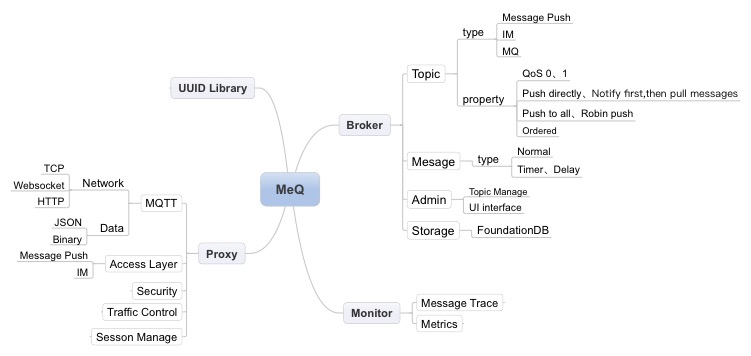 MeQ
UUID Library
Broker
Topic
type
Message Push
IM
MQ
property
QoS 0、1
Push directly、Notify first,then pull messages
Push to all、Robin push
Ordered
Mesage
type
Normal
Timer、Delay
Admin
Topic Manage
UI interface
Storage
FoundationDB
Monitor
Message Trace
Metrics
Proxy
MQTT
Network
TCP
Websocket
HTTP
Data
JSON
Binary
Access Layer
Message Push
IM
Security
Traffic Control
Sesson Manage